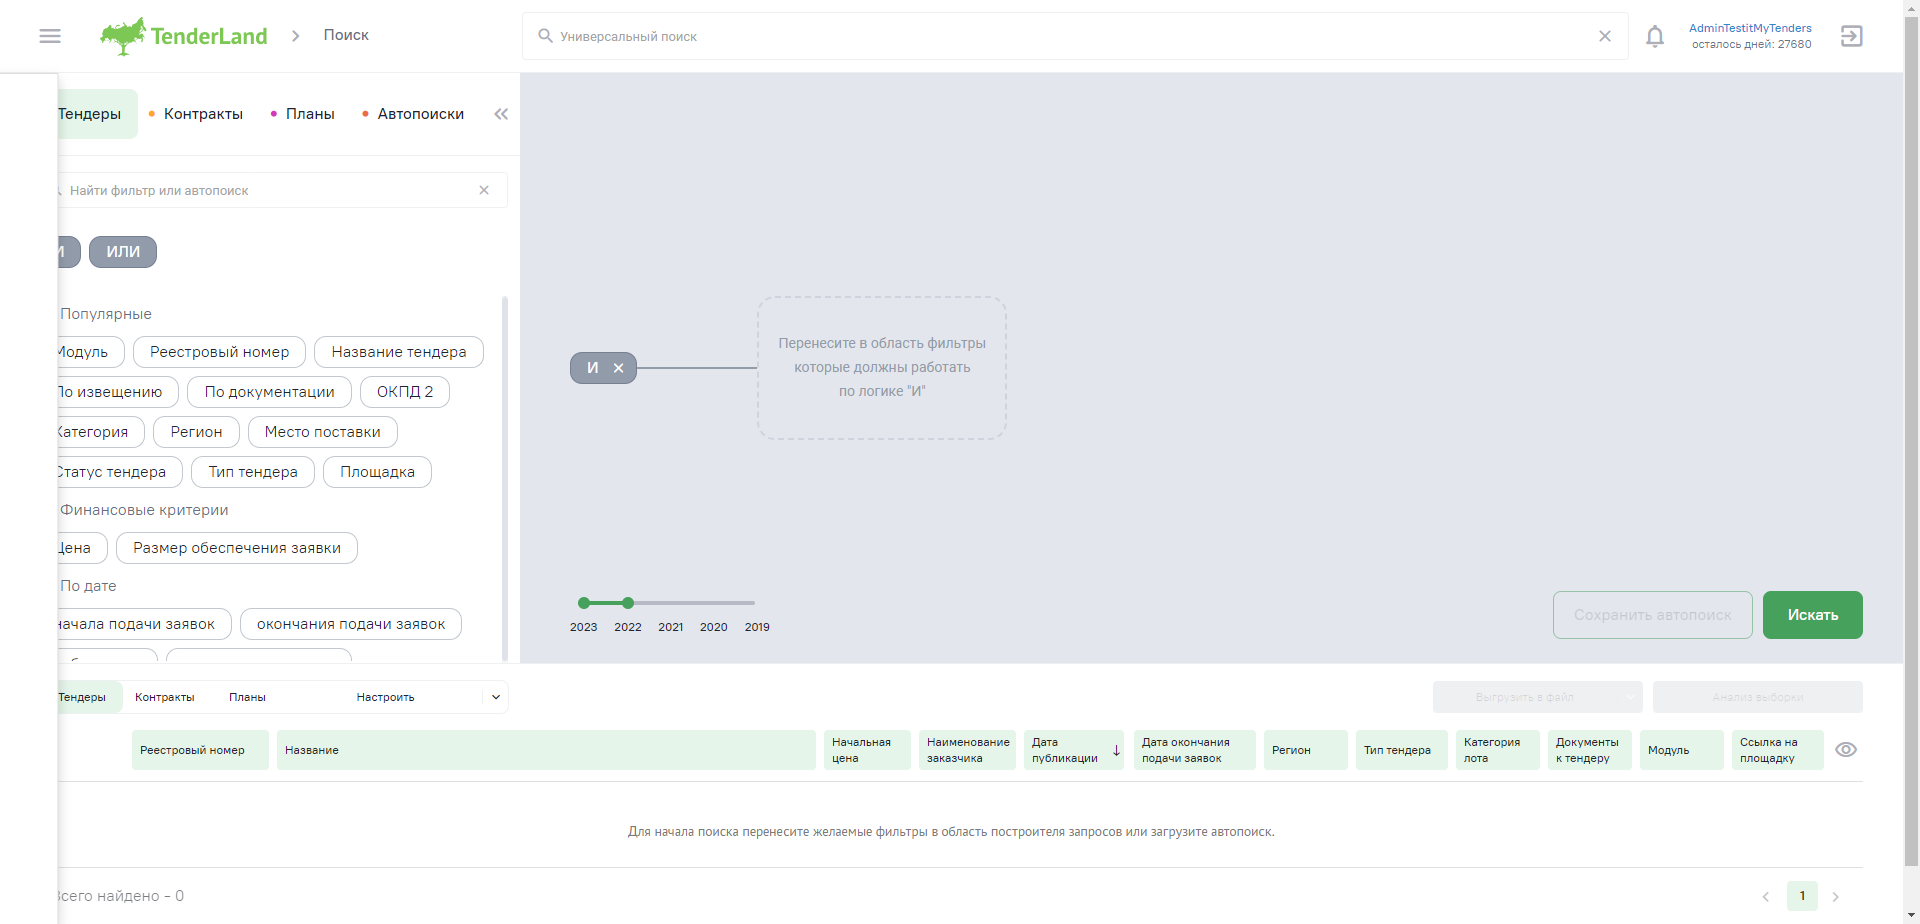 TenderLand
Поиск
Универсальный поиск
AdminTestitMyTenders
осталось дней: 27680
Тендеры
Контракты
Планы
Автопоиски
Найти фильтр или автопоиск
И
ИЛИ
Популярные
Модуль
Реестровый номер
Название тендера
По извещению
По документации
ОКПД 2
Категория
Регион
Место поставки
Статус тендера
Тип тендера
Площадка
Финансовые критерии
Цена
Размер обеспечения заявки
По дате
начала подачи заявок
окончания подачи заявок
И
Перенесите в область фильтры
которые должны работать
по логике "И"
2023 2022 2021 2020 2019
Сохранить автопоиск
Искать
Тендеры
Контракты
Планы
Настроить
Выгрузить в файл
Анализ выборки
Реестровый номер
Название
Начальная
цена
Наименование
заказчика
Дата
публикации
Дата окончания
подачи заявок
Регион
Тип тендера
Категория
лота
Документы
к тендеру
Модуль
Ссылка на
площадку
Для начала поиска перенесите желаемые фильтры в область построителя запросов или загрузите автопоиск.
Всего найдено - 0
1